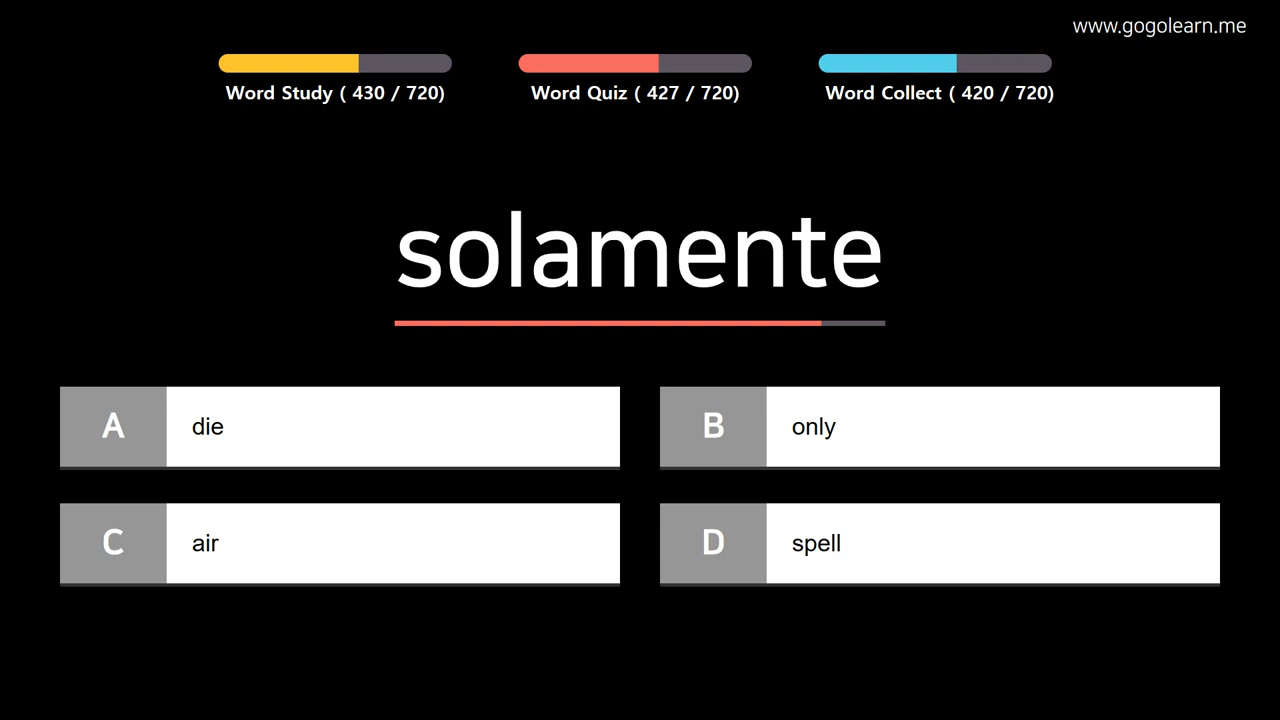 www.gogolearn.me
Word Study ( 430 / 720)
Word Quiz ( 427 / 720)
Word Collect ( 420 / 720)
solamente
A die
B only
C air
D spell